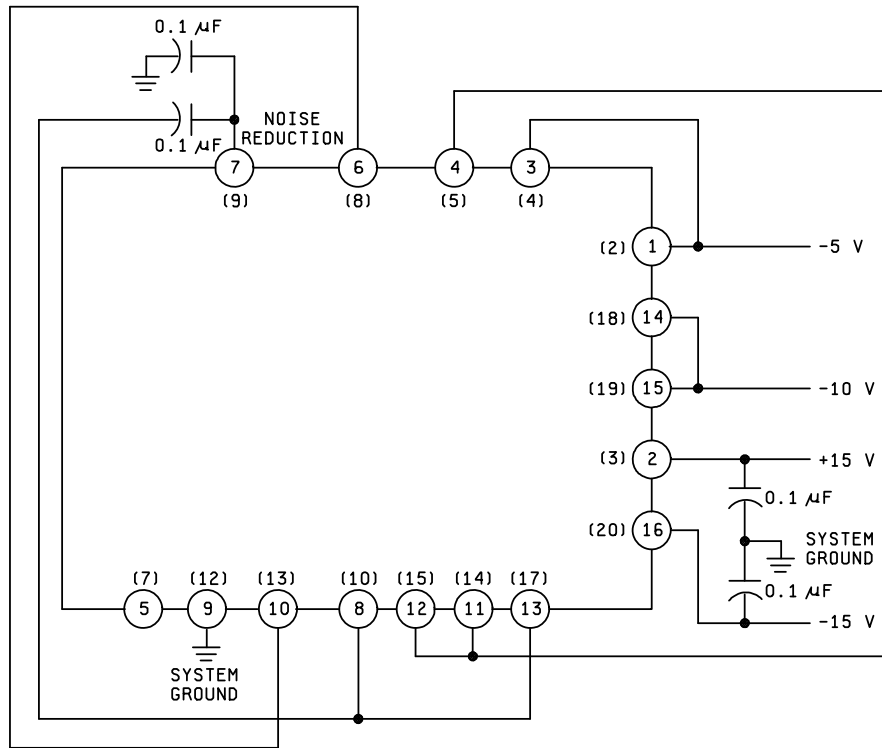 0.1 µF
0.1 µF
NOISE
REDUCTION
7
6
4
3
(9)
(8)
(5)
(4)
(2)
1
-5 V
(18)
14
(19)
15
-10 V
(3)
2
+15 V
0.1 µF
(20)
16
SYSTEM
GROUND
0.1 µF
-15 V
(7)
(12)
(13)
(10)
(15)
(14)
(17)
5
9
10
8
12
11
13
SYSTEM
GROUND